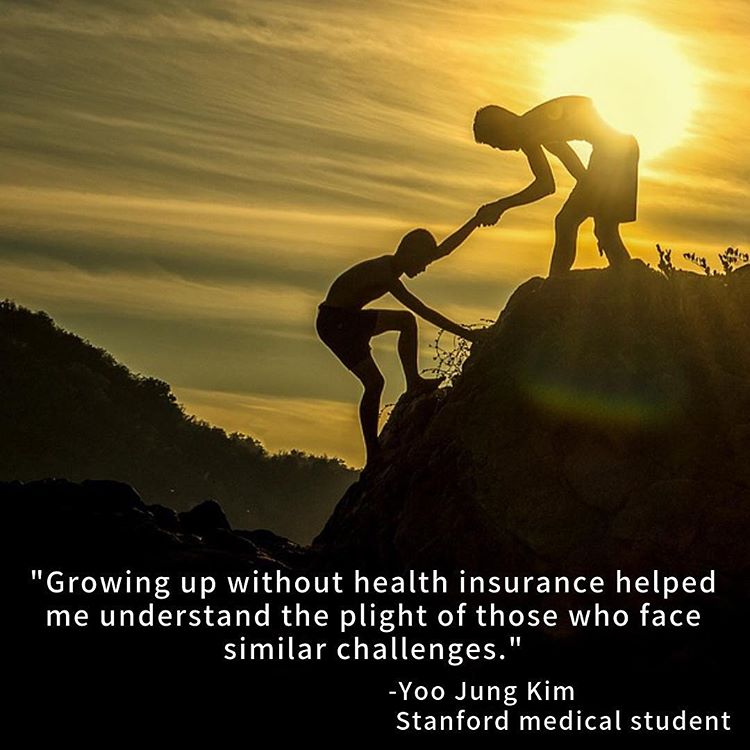 "Growing up without health insurance helped
me understand the plight of those who face
similar challenges."
-Yoo Jung Kim
Stanford medical student